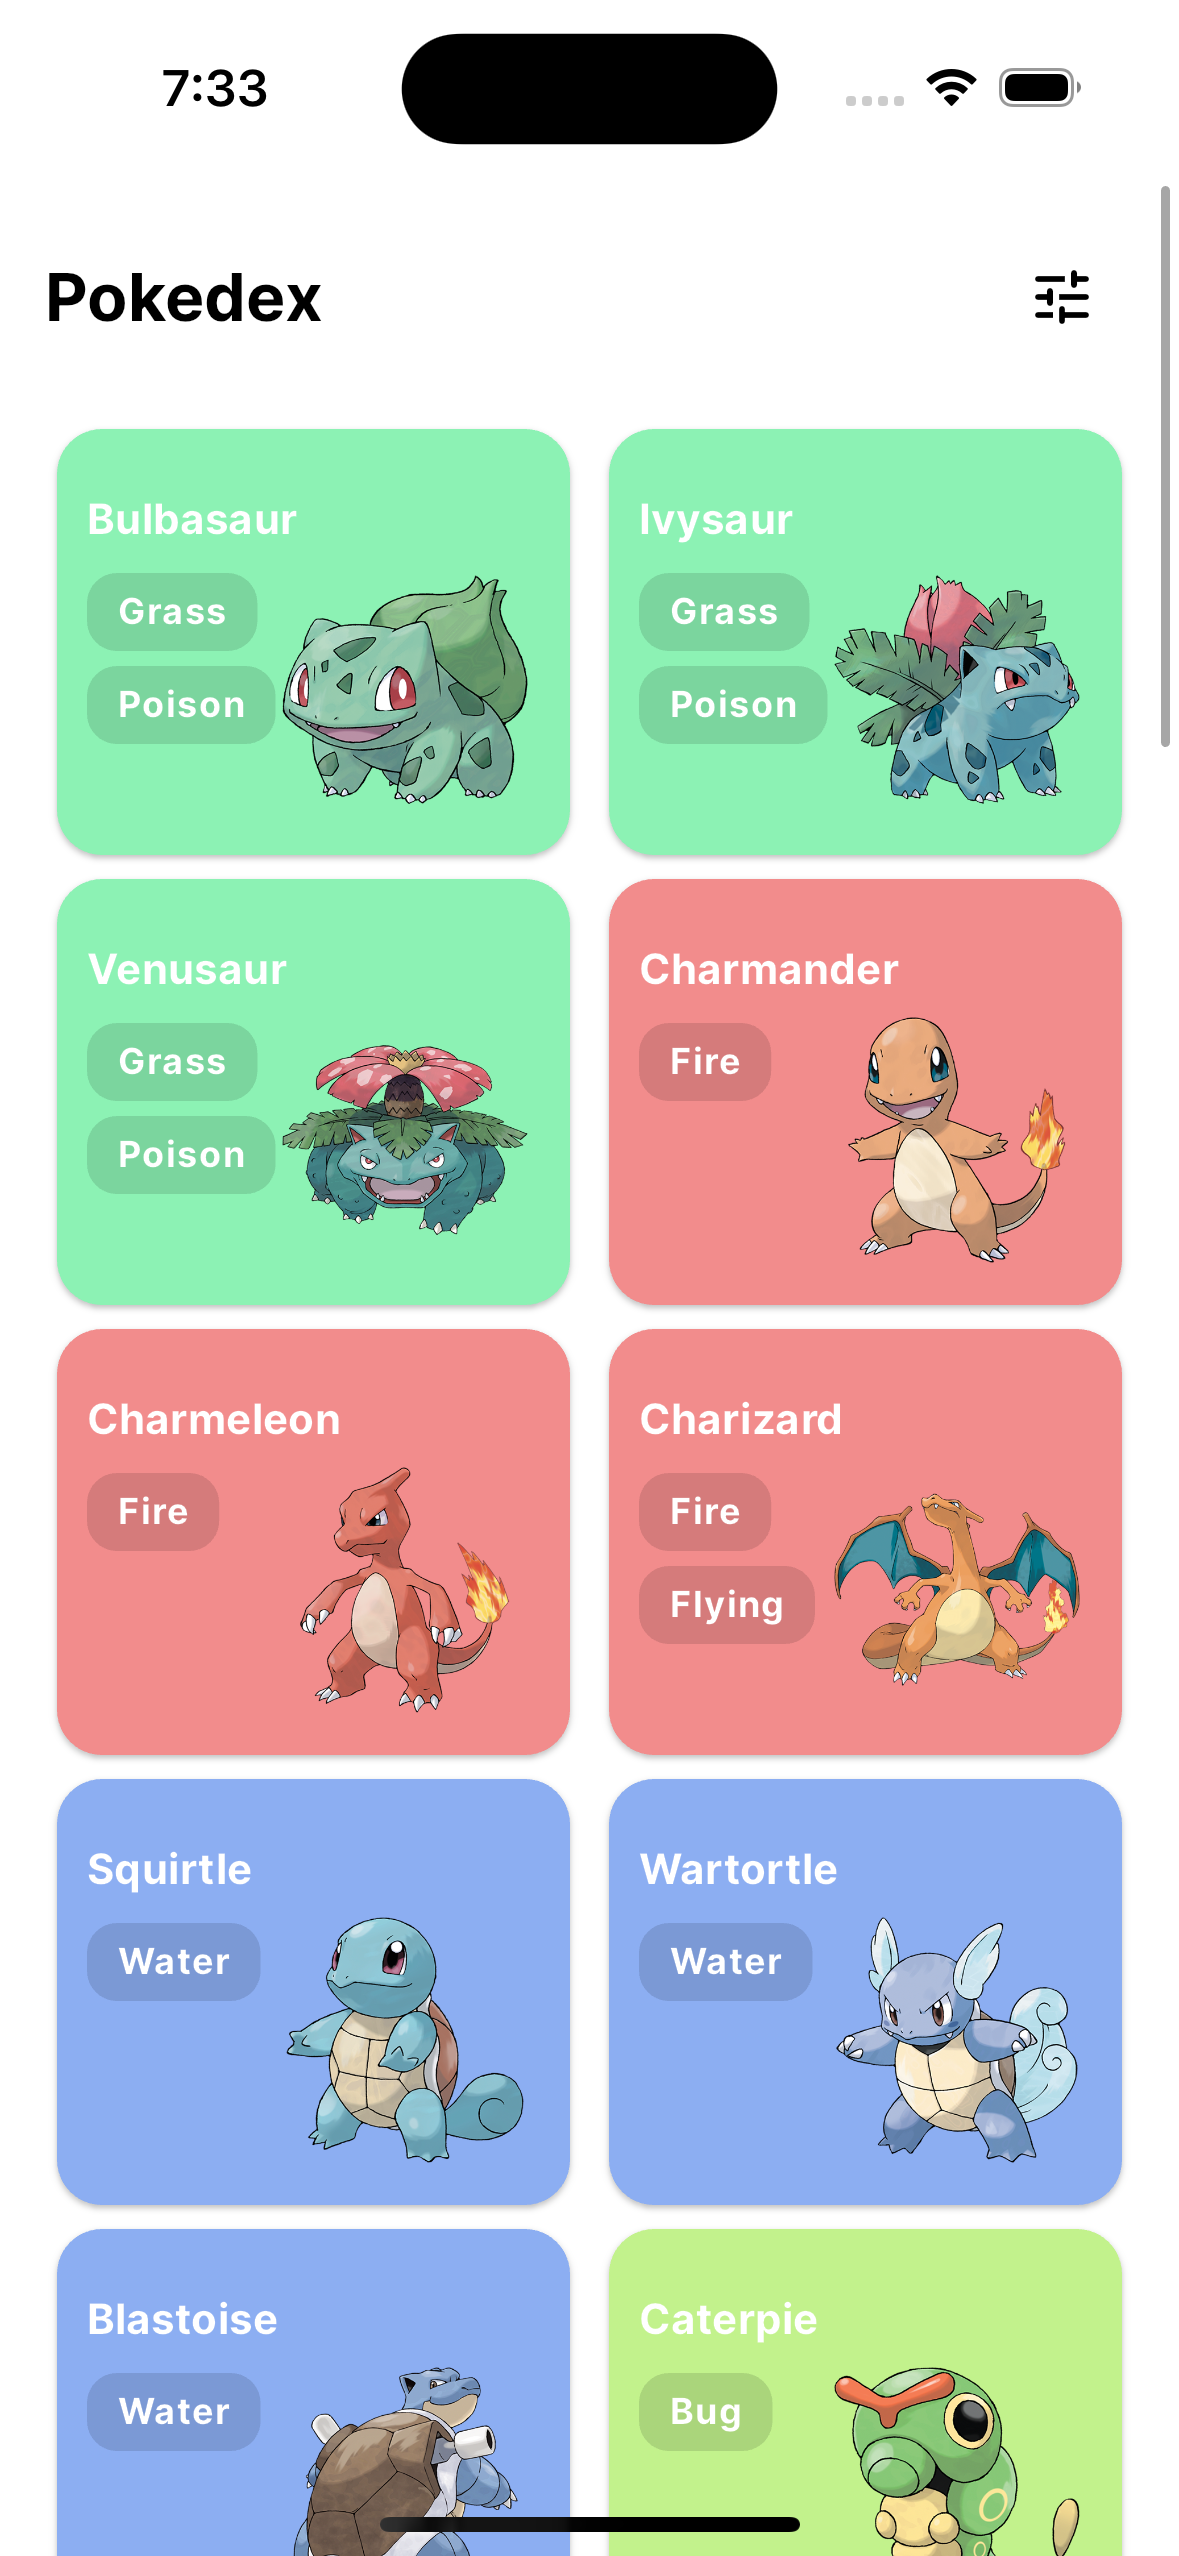 7:33
Pokedex
Bulbasaur
Grass
Poison
Ivysaur
Grass
Poison
Venusaur
Grass
Poison
Charmander
Fire
Charmeleon
Fire
Charizard
Fire
Flying
Squirtle
Water
Wartortle
Water
Blastoise
Water
Caterpie
Bug